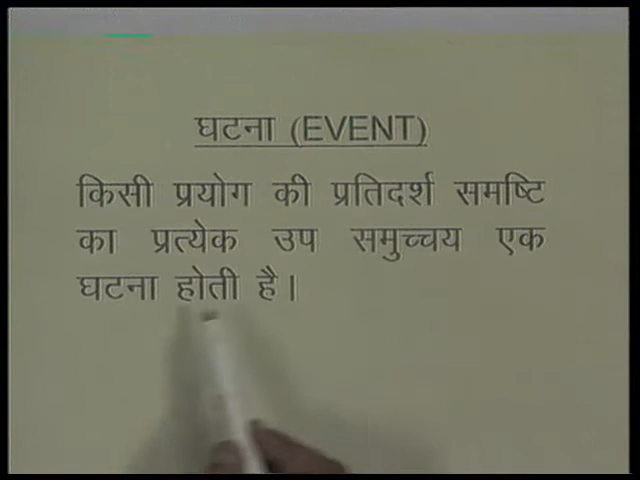 घटना (EVENT)
किसी प्रयोग की प्रतिदर्श समष्टि
का प्रत्येक उप समुच्चय एक
घटना होती है।